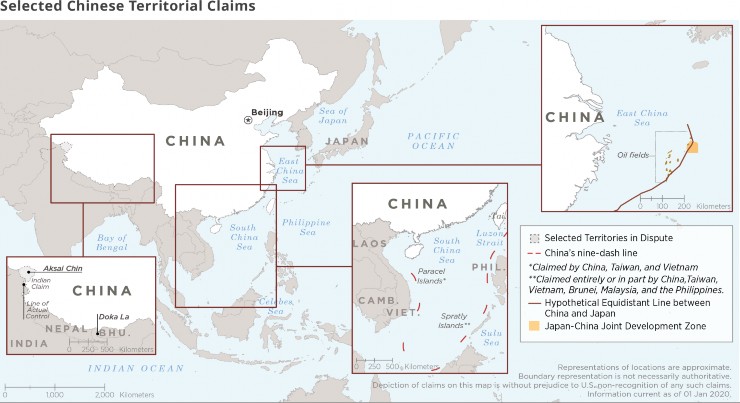 Selected Chinese Territorial Claims
Beijing
CHINA
Sea of
Japan
JAPAN
PACIFIC
OCEAN
East
China
Sea
South
China
Sea
Philippine
Sea
Bay of
Bengal
Celebes
Sea
INDIAN OCEAN
0 1,000 2,000 Kilometers
CHINA
East China
Sea
Oil fields
0 100 200 Kilometers
Aksai Chin
Indian
Claim
CHINA
Line of
Actual
Control
Doka La
NEPAL
BHU.
INDIA
0 250 500 Kilometers
CHINA
Tai
LAOS
South
China
Sea
Luzon
Strait
Paracel
Islands*
PHIL.
CAMB.
VIET.
Spratly
Islands**
Sulu
Sea
0 250 500 Kilometers
Selected Territories in Dispute
China's nine-dash line
*Claimed by China, Taiwan, and Vietnam
**Claimed entirely or in part by China,Taiwan,
Vietnam, Brunei, Malaysia, and the Philippines.
Hypothetical Equidistant Line between
China and Japan
Japan-China Joint Development Zone
Representations of locations are approximate.
Boundary representation is not necessarily authoritative.
Depiction of claims on this map is without prejudice to U.S. non-recognition of any such claims.
Information current as of 01 Jan 2020.